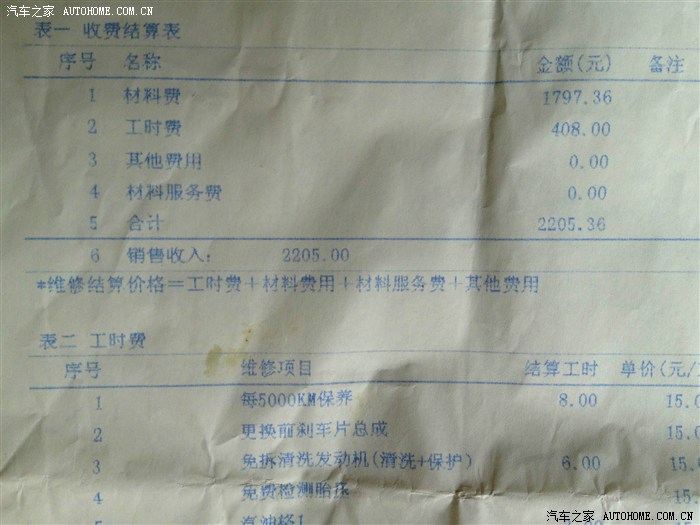 汽车之家 AUTOHOME.COM.CN
表一 收费结算表
序号 名称 金额(元) 备注
1 材料费 1797.36
2 工时费 408.00
3 其他费用 0.00
4 材料服务费 0.00
5 合计 2205.36
6 销售收入: 2205.00
*维修结算价格=工时费+材料费用+材料服务费+其他费用
表二 工时费
序号 维修项目 结算工时 单价(元/
1 每5000KM保养 8.00 15.0
2 更换前刹车片总成 15.0
3 免拆清洗发动机(清洗+保护) 6.00 15.0
4 免费检测胎压 15.
汽油格1
汽车之家 AUTOHOME.COM.CN